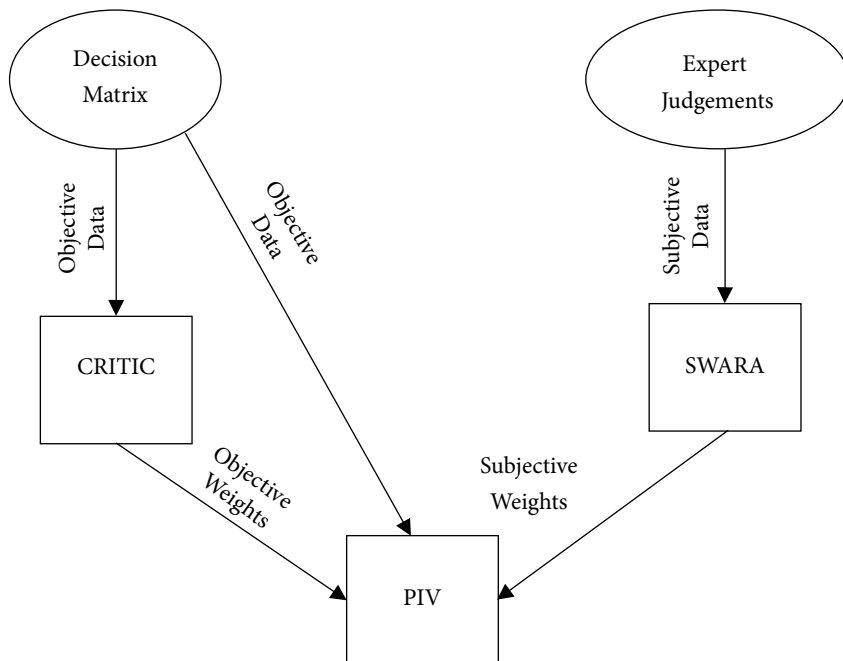 Decision
Matrix
Expert
Judgements
Objective
Data
Objective
Data
Subjective
Data
CRITIC
SWARA
Objective
Weights
Subjective
Weights
PIV